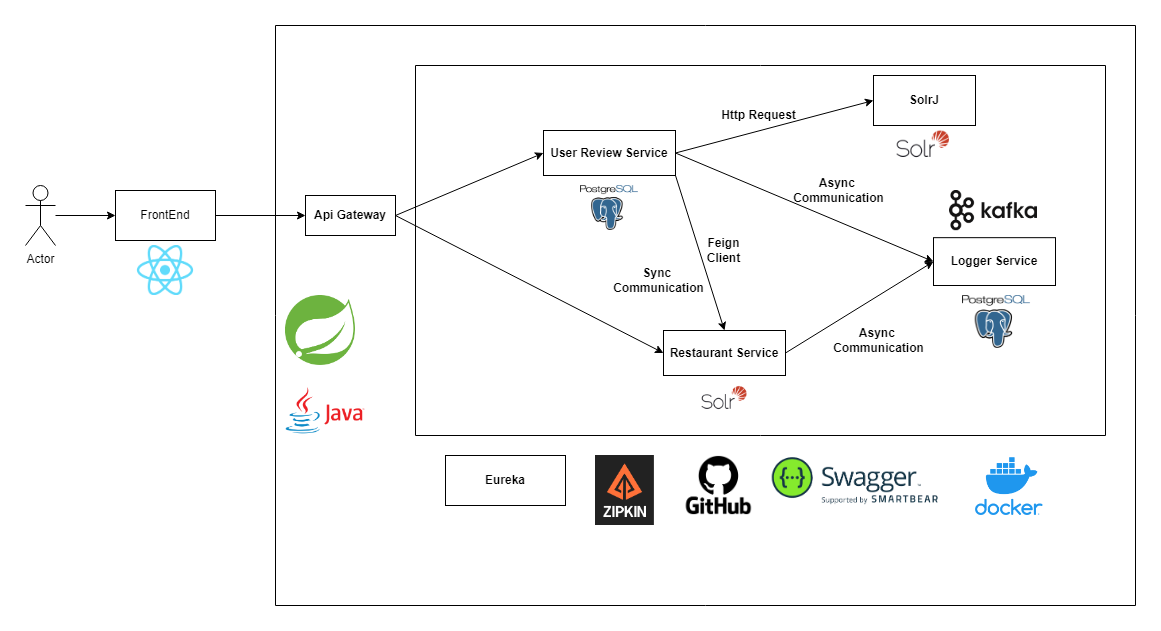 SolrJ
Http Request
Solr
User Review Service
PostgreSQL
Async
Communication
kafka
FrontEnd
Api Gateway
Actor
Feign
Client
Logger Service
Sync
Communication
PostgreSQL
Restaurant Service
Async
Communication
Solr
Java
Eureka
ZIPKIN
GitHub
Swagger
Supported by SMARTBEAR
docker